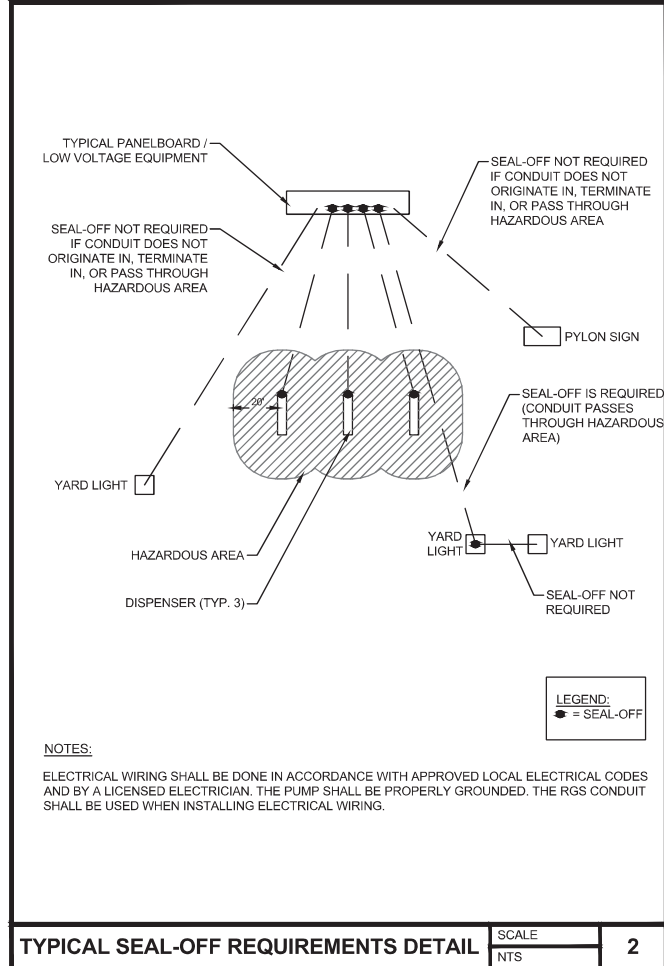 TYPICAL PANELBOARD /
LOW VOLTAGE EQUIPMENT
SEAL-OFF NOT REQUIRED
IF CONDUIT DOES NOT
ORIGINATE IN, TERMINATE
IN, OR PASS THROUGH
HAZARDOUS AREA
SEAL-OFF NOT REQUIRED
IF CONDUIT DOES NOT
ORIGINATE IN, TERMINATE
IN, OR PASS THROUGH
HAZARDOUS AREA
PYLON SIGN
20'
SEAL-OFF IS REQUIRED
(CONDUIT PASSES
THROUGH HAZARDOUS
AREA)
YARD LIGHT
YARD
LIGHT
YARD LIGHT
HAZARDOUS AREA
DISPENSER (TYP. 3)
SEAL-OFF NOT
REQUIRED
LEGEND:
= SEAL-OFF
NOTES:
ELECTRICAL WIRING SHALL BE DONE IN ACCORDANCE WITH APPROVED LOCAL ELECTRICAL CODES
AND BY A LICENSED ELECTRICIAN. THE PUMP SHALL BE PROPERLY GROUNDED. THE RGS CONDUIT
SHALL BE USED WHEN INSTALLING ELECTRICAL WIRING.
TYPICAL SEAL-OFF REQUIREMENTS DETAIL
SCALE
NTS
2